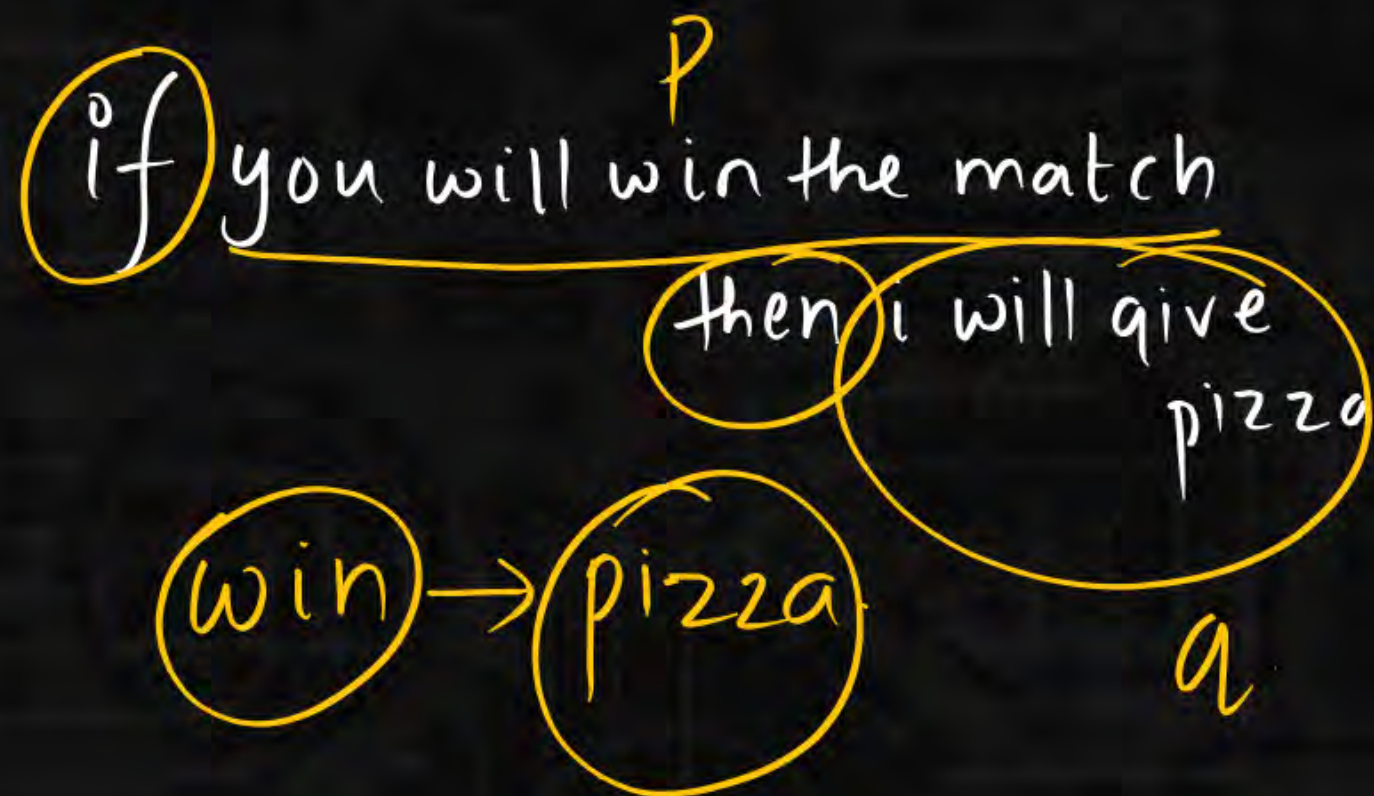 P
if you will win the match
then i will give
pizza
win → pizza
q